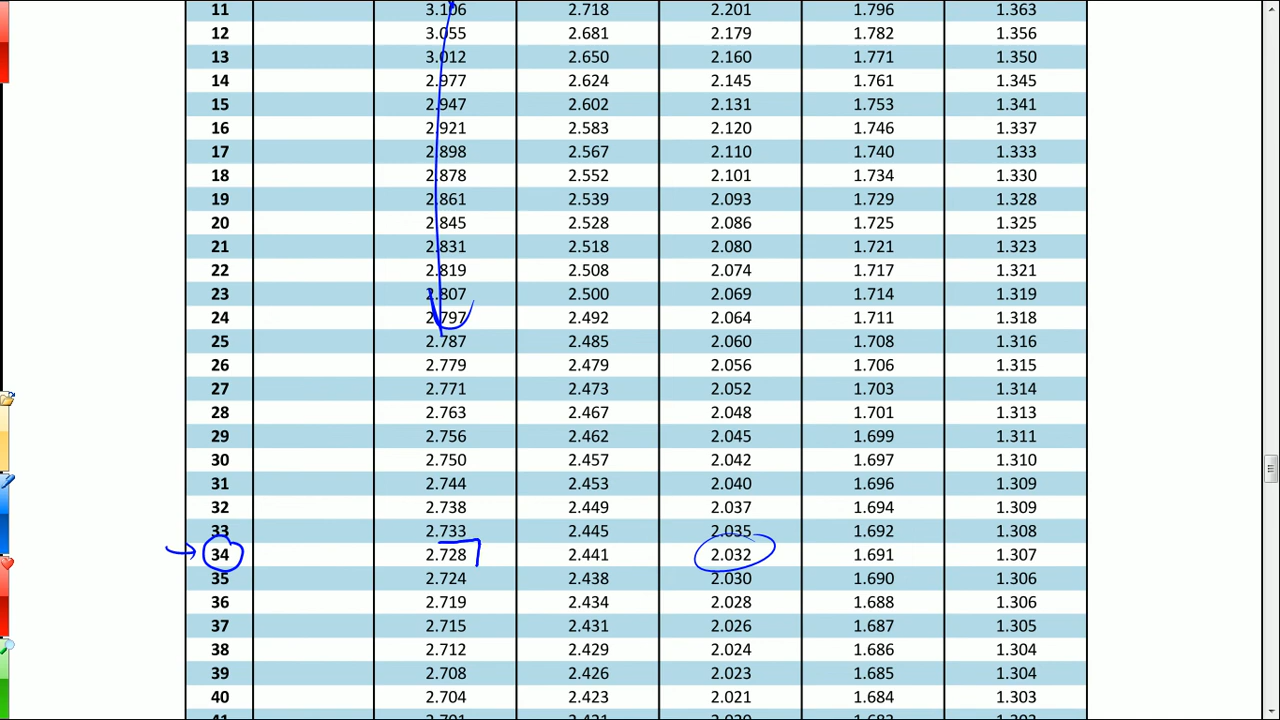 11 3.106 2.718 2.201 1.796 1.363
12 3.055 2.681 2.179 1.782 1.356
13 3.012 2.650 2.160 1.771 1.350
14 2.977 2.624 2.145 1.761 1.345
15 2.947 2.602 2.131 1.753 1.341
16 2.921 2.583 2.120 1.746 1.337
17 2.898 2.567 2.110 1.740 1.333
18 2.878 2.552 2.101 1.734 1.330
19 2.861 2.539 2.093 1.729 1.328
20 2.845 2.528 2.086 1.725 1.325
21 2.831 2.518 2.080 1.721 1.323
22 2.819 2.508 2.074 1.717 1.321
23 2.807 2.500 2.069 1.714 1.319
24 2.797 2.492 2.064 1.711 1.318
25 2.787 2.485 2.060 1.708 1.316
26 2.779 2.479 2.056 1.706 1.315
27 2.771 2.473 2.052 1.703 1.314
28 2.763 2.467 2.048 1.701 1.313
29 2.756 2.462 2.045 1.699 1.311
30 2.750 2.457 2.042 1.697 1.310
31 2.744 2.453 2.040 1.696 1.309
32 2.738 2.449 2.037 1.694 1.309
33 2.733 2.445 2.035 1.692 1.308
34 2.728 2.441 2.032 1.691 1.307
35 2.724 2.438 2.030 1.690 1.306
36 2.719 2.434 2.028 1.688 1.306
37 2.715 2.431 2.026 1.687 1.305
38 2.712 2.429 2.024 1.686 1.304
39 2.708 2.426 2.023 1.685 1.304
40 2.704 2.423 2.021 1.684 1.303